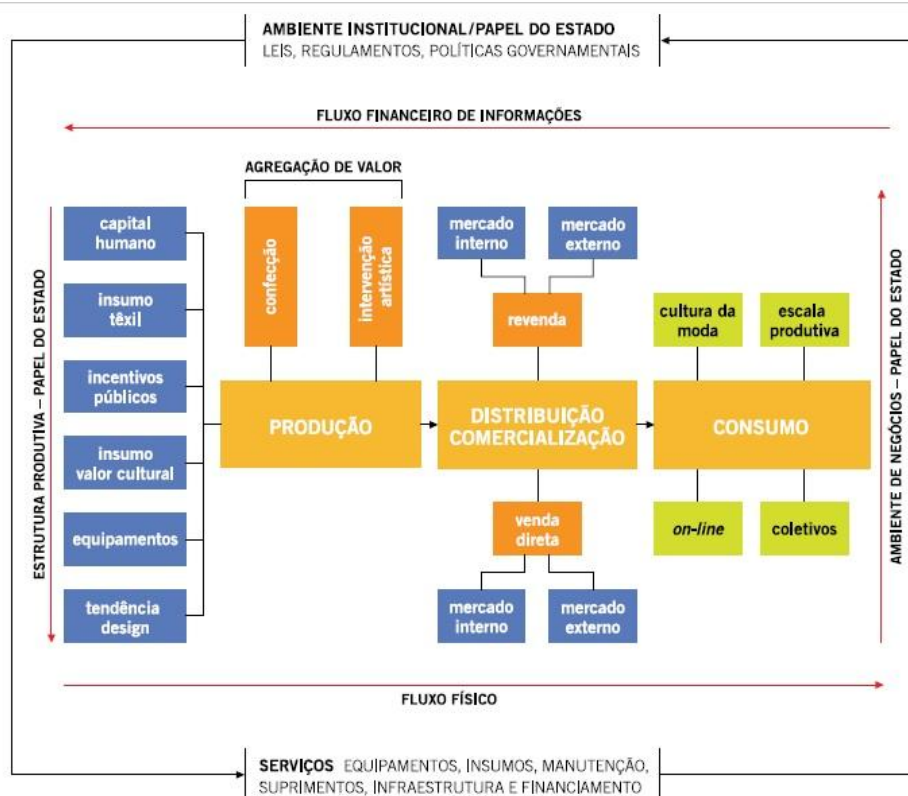 AMBIENTE INSTITUCIONAL/PAPEL DO ESTADO
LEIS, REGULAMENTOS, POLÍTICAS GOVERNAMENTAIS
FLUXO FINANCEIRO DE INFORMAÇÕES
AGREGAÇÃO DE VALOR
ESTRUTURA PRODUTIVA – PAPEL DO ESTADO
capital
humano
insumo
têxtil
incentivos
públicos
insumo
valor cultural
equipamentos
tendência
design
confecção
intervenção
artística
PRODUÇÃO
mercado
interno
mercado
externo
revenda
DISTRIBUIÇÃO
COMERCIALIZAÇÃO
venda
direta
mercado
interno
mercado
externo
cultura da
moda
escala
produtiva
CONSUMO
on-line
coletivos
AMBIENTE DE NEGÓCIOS – PAPEL DO ESTADO
FLUXO FÍSICO
SERVIÇOS EQUIPAMENTOS, INSUMOS, MANUTENÇÃO,
SUPRIMENTOS, INFRAESTRUTURA E FINANCIAMENTO